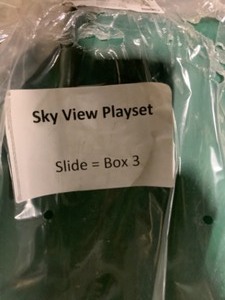 Sky View Playset
Slide = Box 3